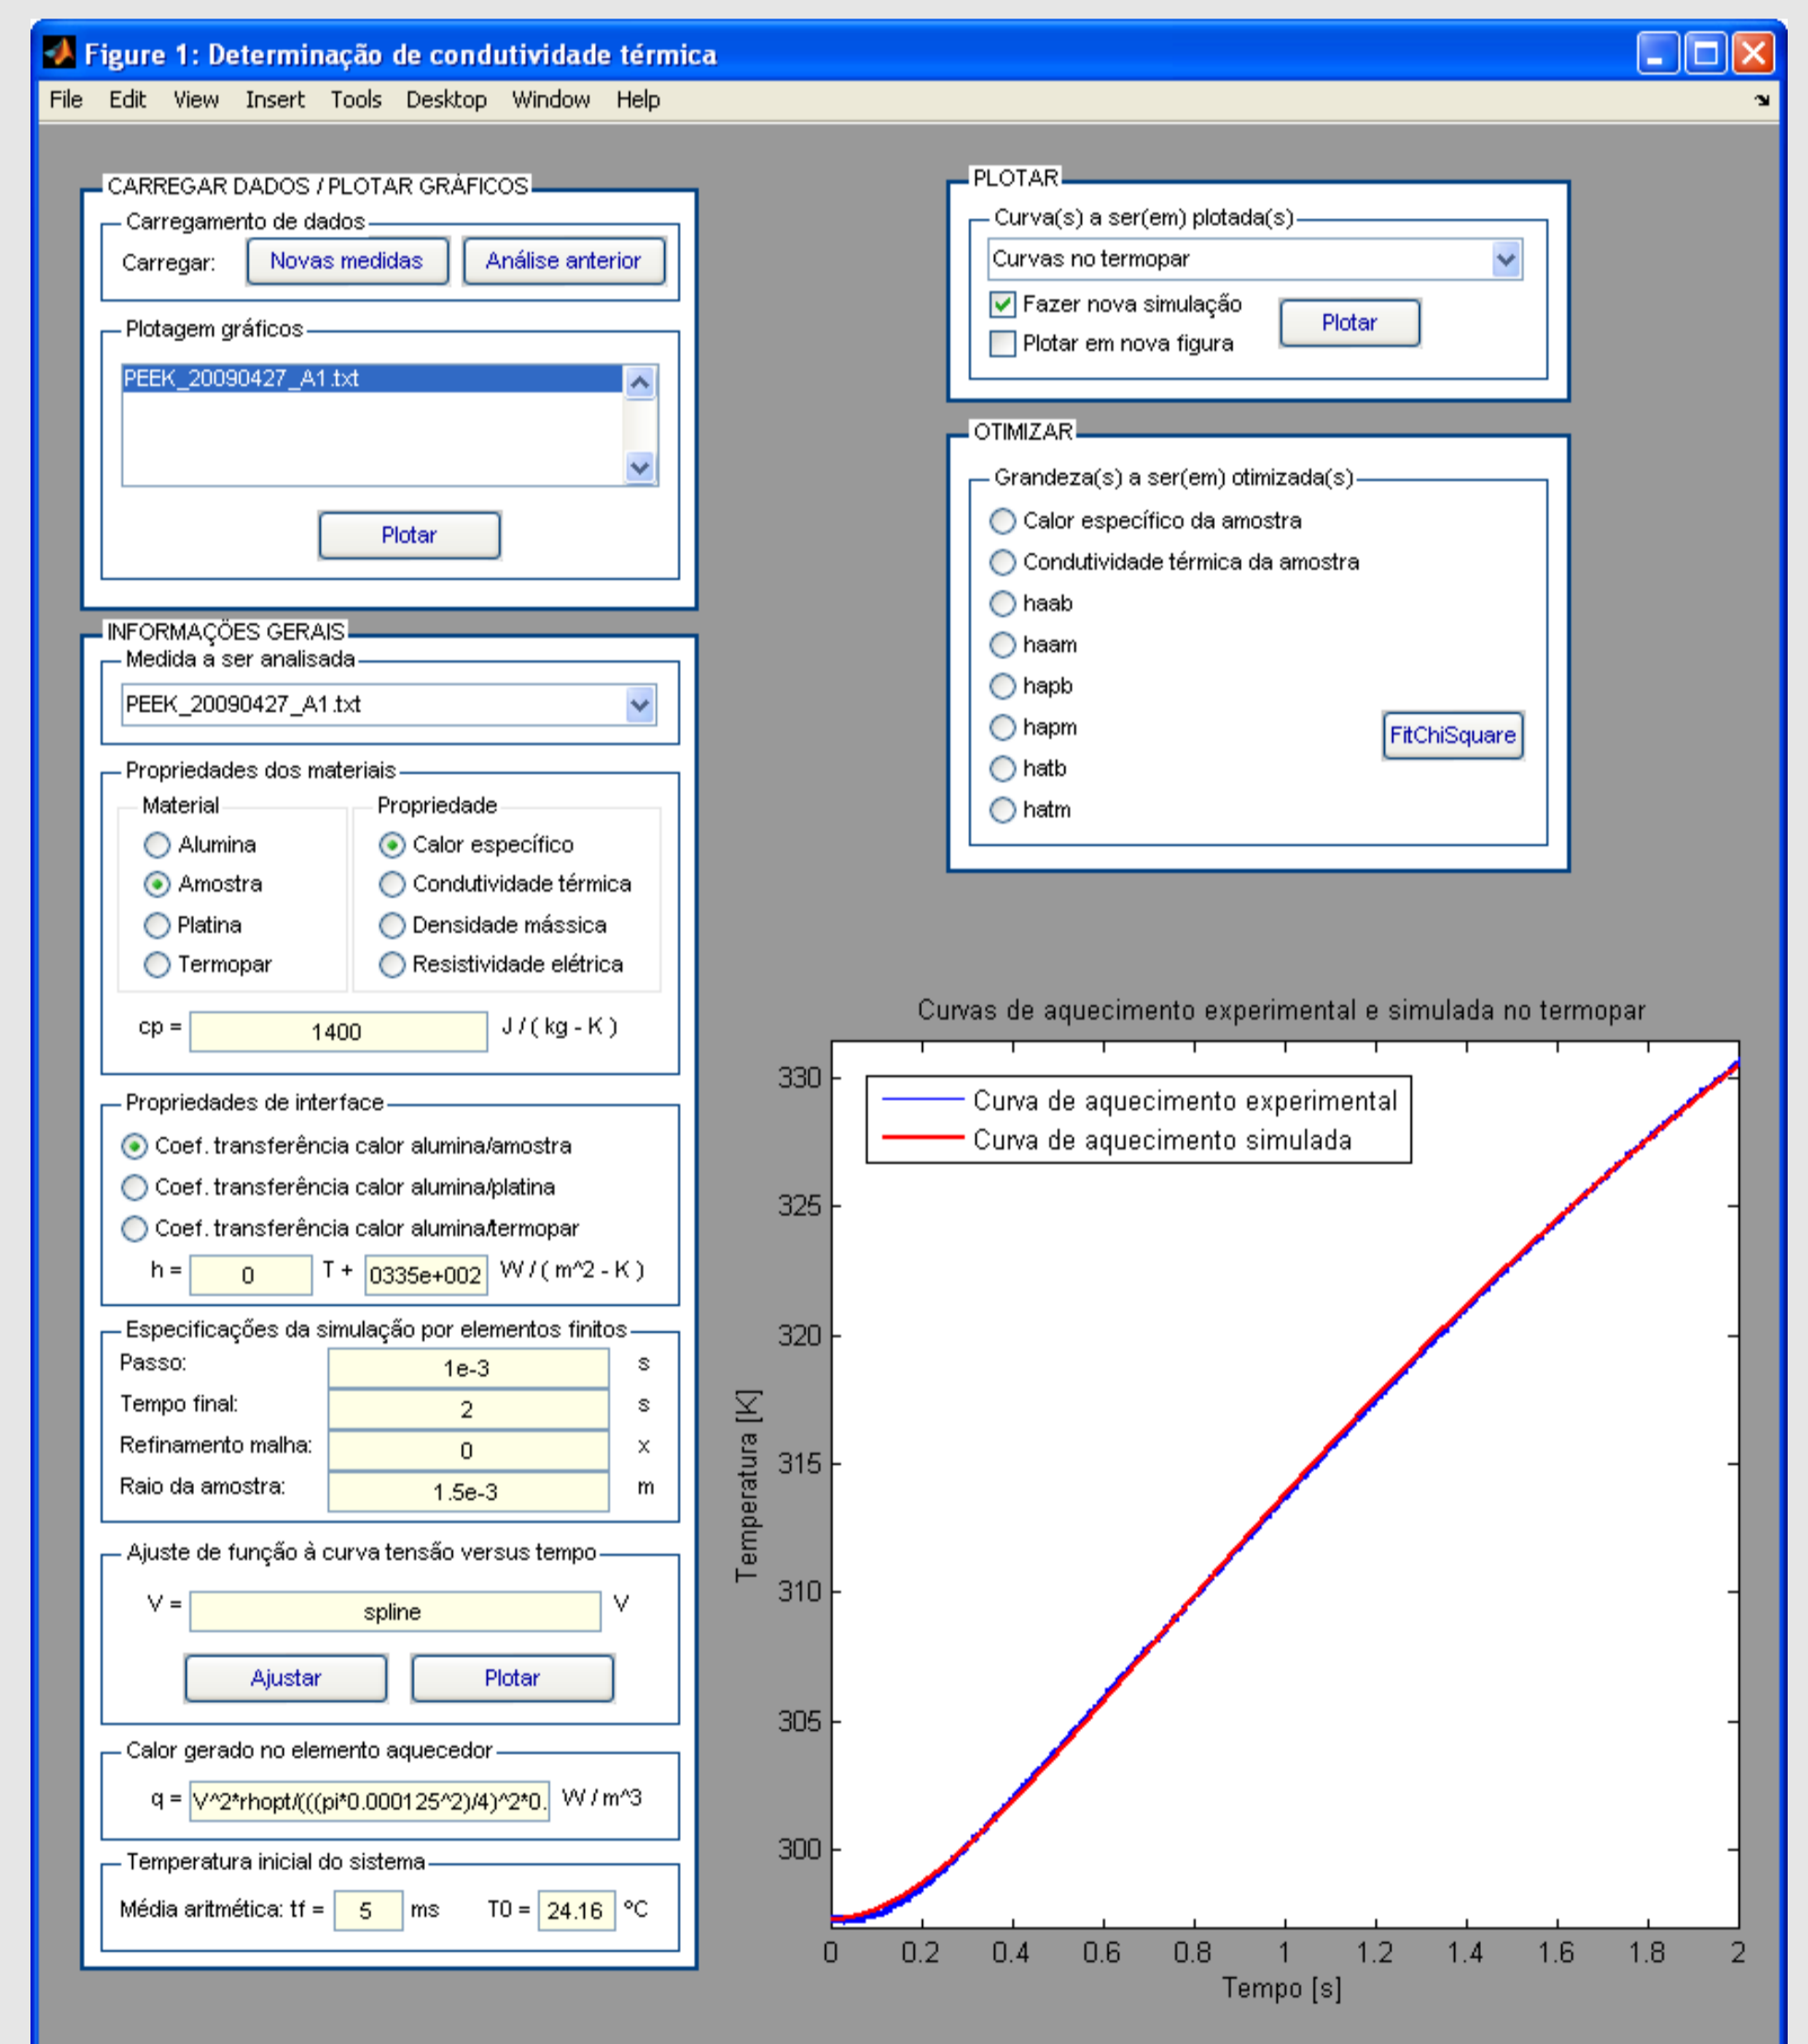 Figure 1: Determinação de condutividade térmica
File Edit View Insert Tools Desktop Window Help
CARREGAR DADOS / PLOTAR GRÁFICOS
Carregamento de dados
Carregar: Novas medidas Análise anterior
Plotagem gráficos
PEEK_20090427_A1.txt
Plotar
INFORMAÇÕES GERAIS
Medida a ser analisada
PEEK_20090427_A1.txt
Propriedades dos materiais
Material Propriedade
Alumina Calor específico
Amostra Condutividade térmica
Platina Densidade mássica
Termopar Resistividade elétrica
cp = 1400 J / ( kg - K )
Propriedades de interface
Coef. transferência calor alumina/amostra
Coef. transferência calor alumina/platina
Coef. transferência calor alumina/termopar
h = 0 T + 0335e+002 W / ( m^2 - K )
Especificações da simulação por elementos finitos
Passo: 1e-3 s
Tempo final: 2 s
Refinamento malha: 0 x
Raio da amostra: 1.5e-3 m
Ajuste de função à curva tensão versus tempo
V = spline V
Ajustar Plotar
Calor gerado no elemento aquecedor
q = V^2*rhopt/(((pi*0.000125^2)/4)^2*0. W / m^3
Temperatura inicial do sistema
Média aritmética: tf = 5 ms T0 = 24.16 ºC
PLOTAR
Curva(s) a ser(em) plotada(s)
Curvas no termopar
Fazer nova simulação
Plotar
Plotar em nova figura
OTIMIZAR
Grandeza(s) a ser(em) otimizada(s)
Calor específico da amostra
Condutividade térmica da amostra
haab
haam
hapb
hapm
FitChiSquare
hatb
hatm
Curvas de aquecimento experimental e simulada no termopar
Curva de aquecimento experimental
Curva de aquecimento simulada
330
325
320
315
310
305
300
Temperatura [K]
0 0.2 0.4 0.6 0.8 1 1.2 1.4 1.6 1.8 2
Tempo [s]